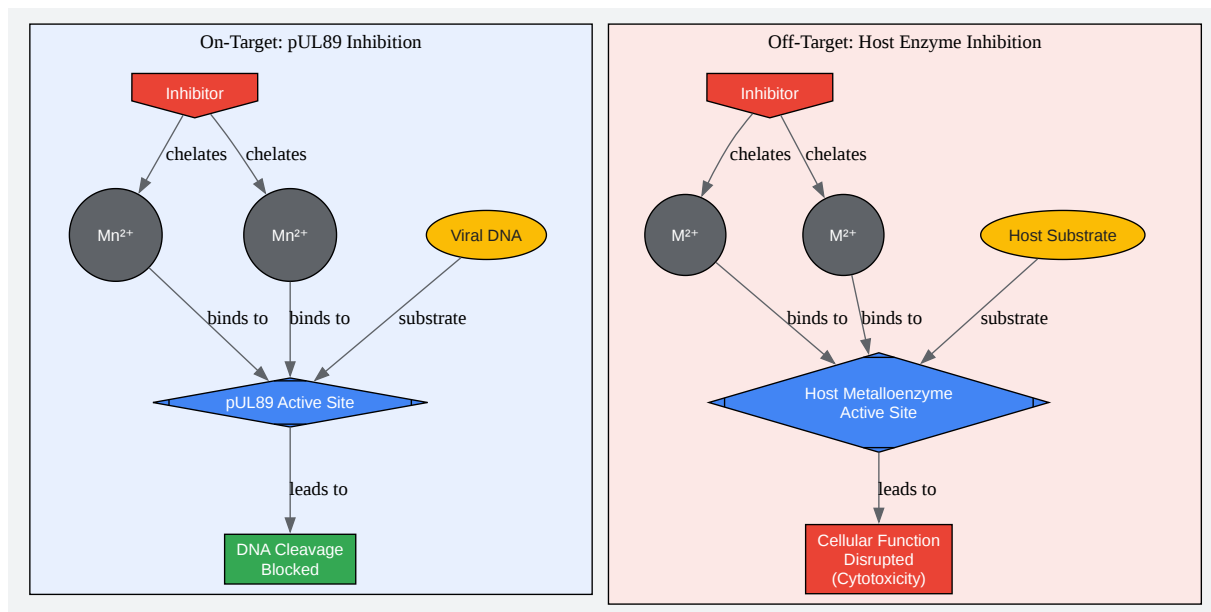 On-Target: pUL89 Inhibition
Inhibitor
chelates
chelates
Mn²⁺
Mn²⁺
Viral DNA
binds to
binds to
substrate
pUL89 Active Site
leads to
DNA Cleavage
Blocked
Off-Target: Host Enzyme Inhibition
Inhibitor
chelates
chelates
M²⁺
M²⁺
Host Substrate
binds to
binds to
substrate
Host Metalloenzyme
Active Site
leads to
Cellular Function
Disrupted
(Cytotoxicity)